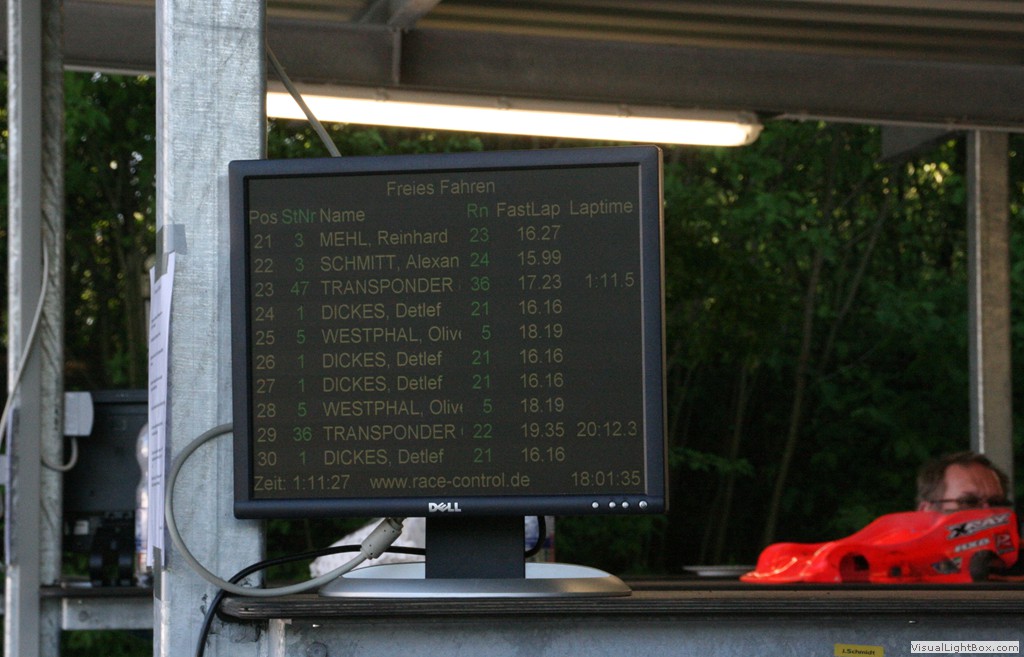 Freies Fahren
Pos StNr Name Rn FastLap Laptime
21 3 MEHL, Reinhard 23 16.27
22 3 SCHMITT, Alexan 24 15.99
23 47 TRANSPONDER 36 17.23 1:11.5
24 1 DICKES, Detlef 21 16.16
25 5 WESTPHAL, Olive 5 18.19
26 1 DICKES, Detlef 21 16.16
27 1 DICKES, Detlef 21 16.16
28 5 WESTPHAL, Olive 5 18.19
29 36 TRANSPONDER 22 19.35 20:12.3
30 1 DICKES, Detlef 21 16.16
Zeit: 1:11:27 www.race-control.de 18:01:35
DELL
XRAY
J.Schmidt
VisualLightBox.com